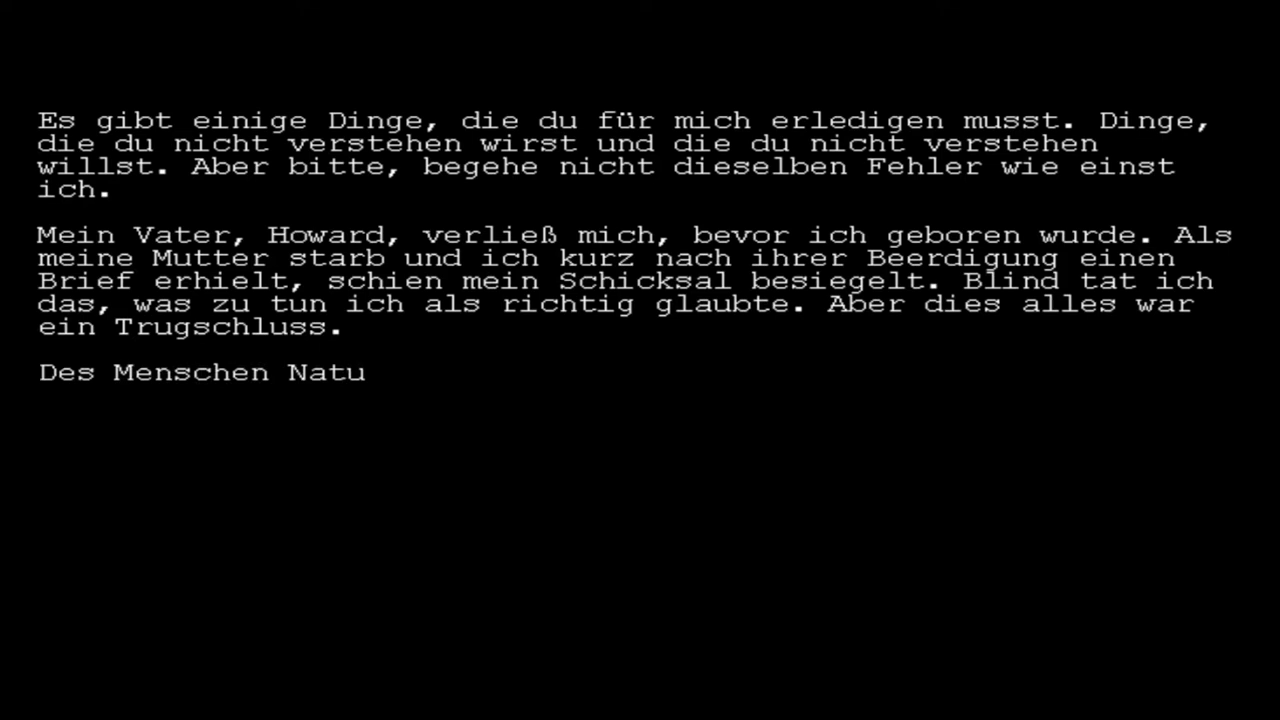 Es gibt einige Dinge, die du für mich erledigen musst. Dinge,
die du nicht verstehen wirst und die du nicht verstehen
willst. Aber bitte, begehe nicht dieselben Fehler wie einst
ich.
Mein Vater, Howard, verließ mich, bevor ich geboren wurde. Als
meine Mutter starb und ich kurz nach ihrer Beerdigung einen
Brief erhielt, schien mein Schicksal besiegelt. Blind tat ich
das, was zu tun ich als richtig glaubte. Aber dies alles war
ein Trugschluss.
Des Menschen Natu